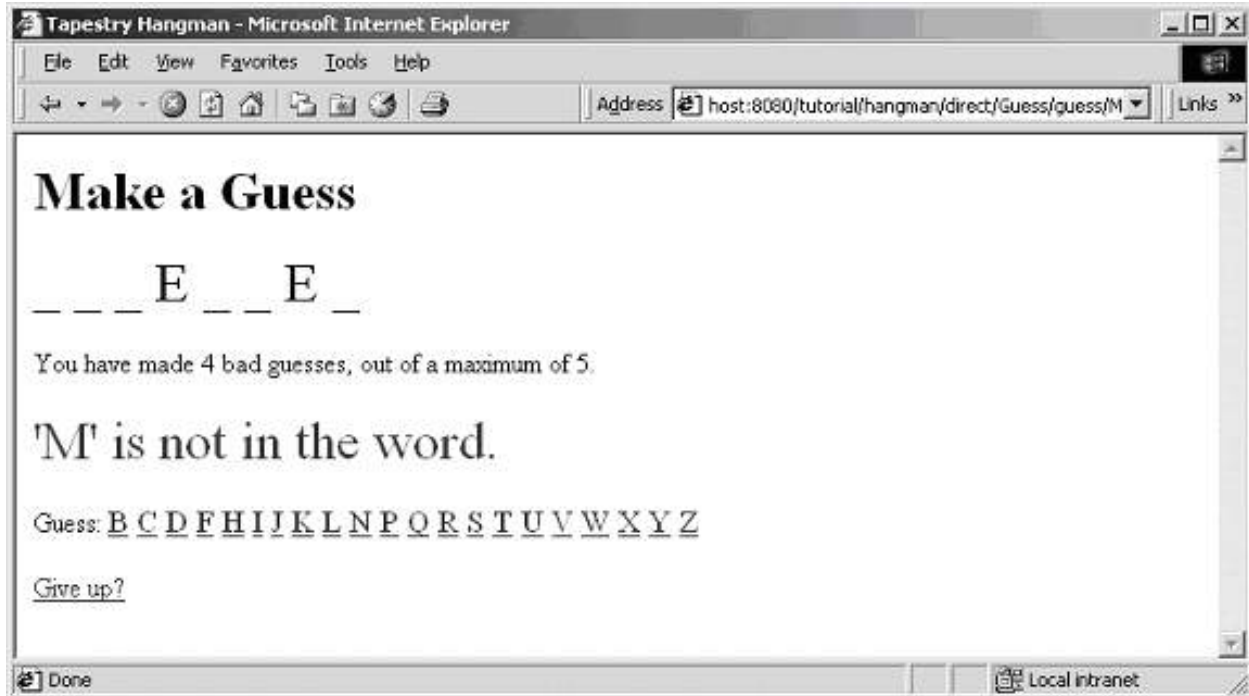 Tapestry Hangman - Microsoft Internet Explorer
File Edit View Favorites Tools Help
Address host:8080/tutorial/hangman/direct/Guess/guess/M Links »
Make a Guess
_ _ _ E _ _ E _
You have made 4 bad guesses, out of a maximum of 5.
'M' is not in the word.
Guess: B C D F H I J K L N P Q R S T U V W X Y Z
Give up?
Done Local intranet